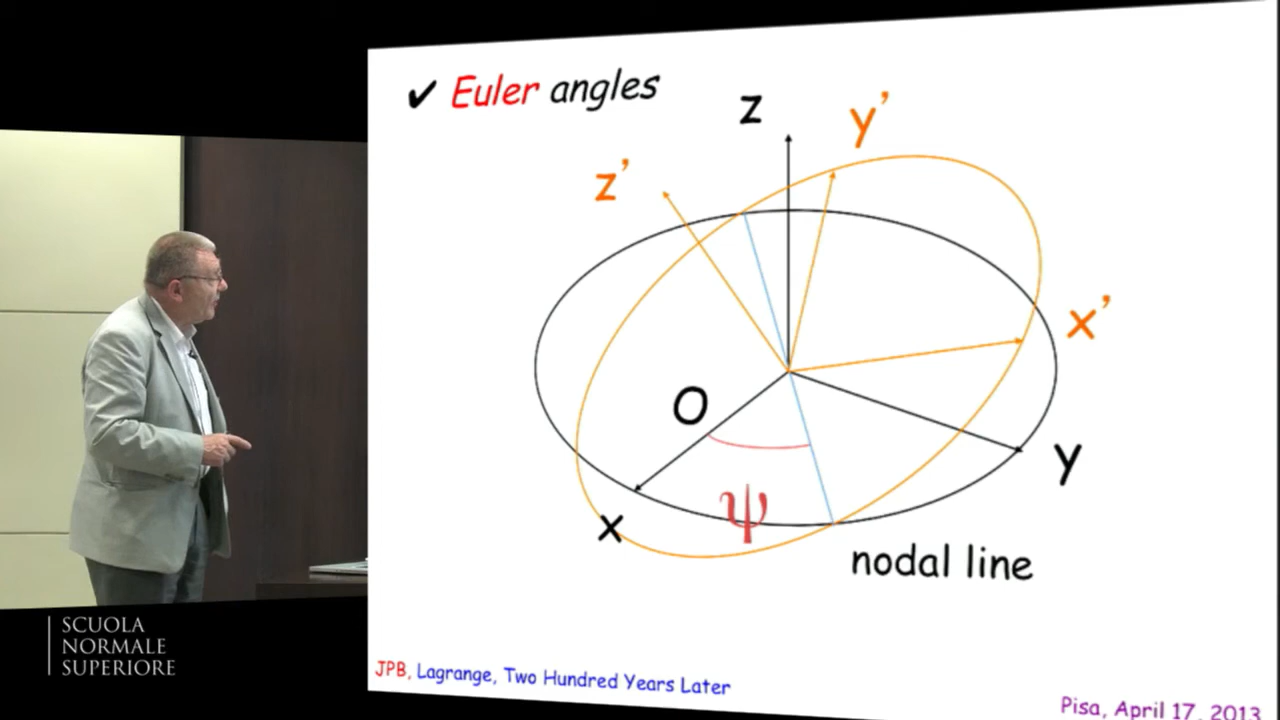 ✔ Euler angles
z
y'
z'
x'
O
y
x
ψ
nodal line
JPB, Lagrange, Two Hundred Years Later
Pisa, April 17, 2013
SCUOLA
NORMALE
SUPERIORE